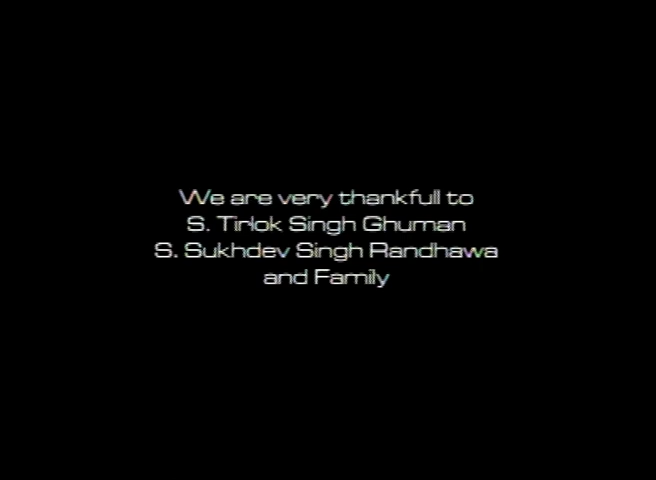 We are very thankfull to
S. Tirlok Singh Ghuman
S. Sukhdev Singh Randhawa
and Family